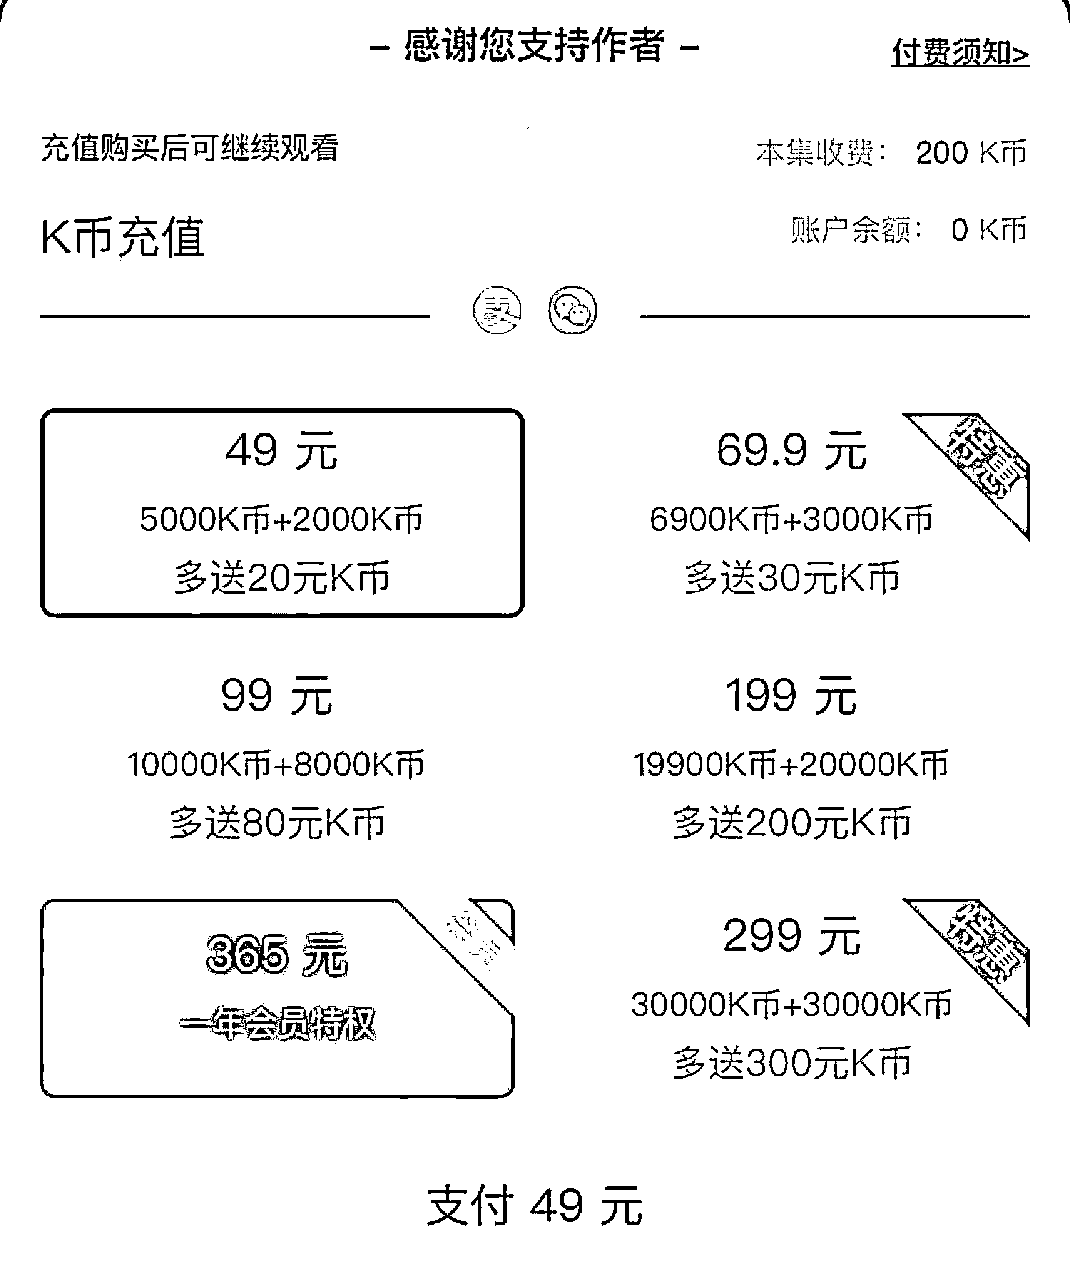 – 感谢您支持作者 –
付费须知>
充值购买后可继续观看
本集收费： 200 K币
K币充值
账户余额： 0 K币
49 元
5000K币+2000K币
多送20元K币
69.9 元
6900K币+3000K币
多送30元K币
特惠
99 元
10000K币+8000K币
多送80元K币
199 元
19900K币+20000K币
多送200元K币
365 元
一年会员特权
299 元
30000K币+30000K币
多送300元K币
特惠
支付 49 元